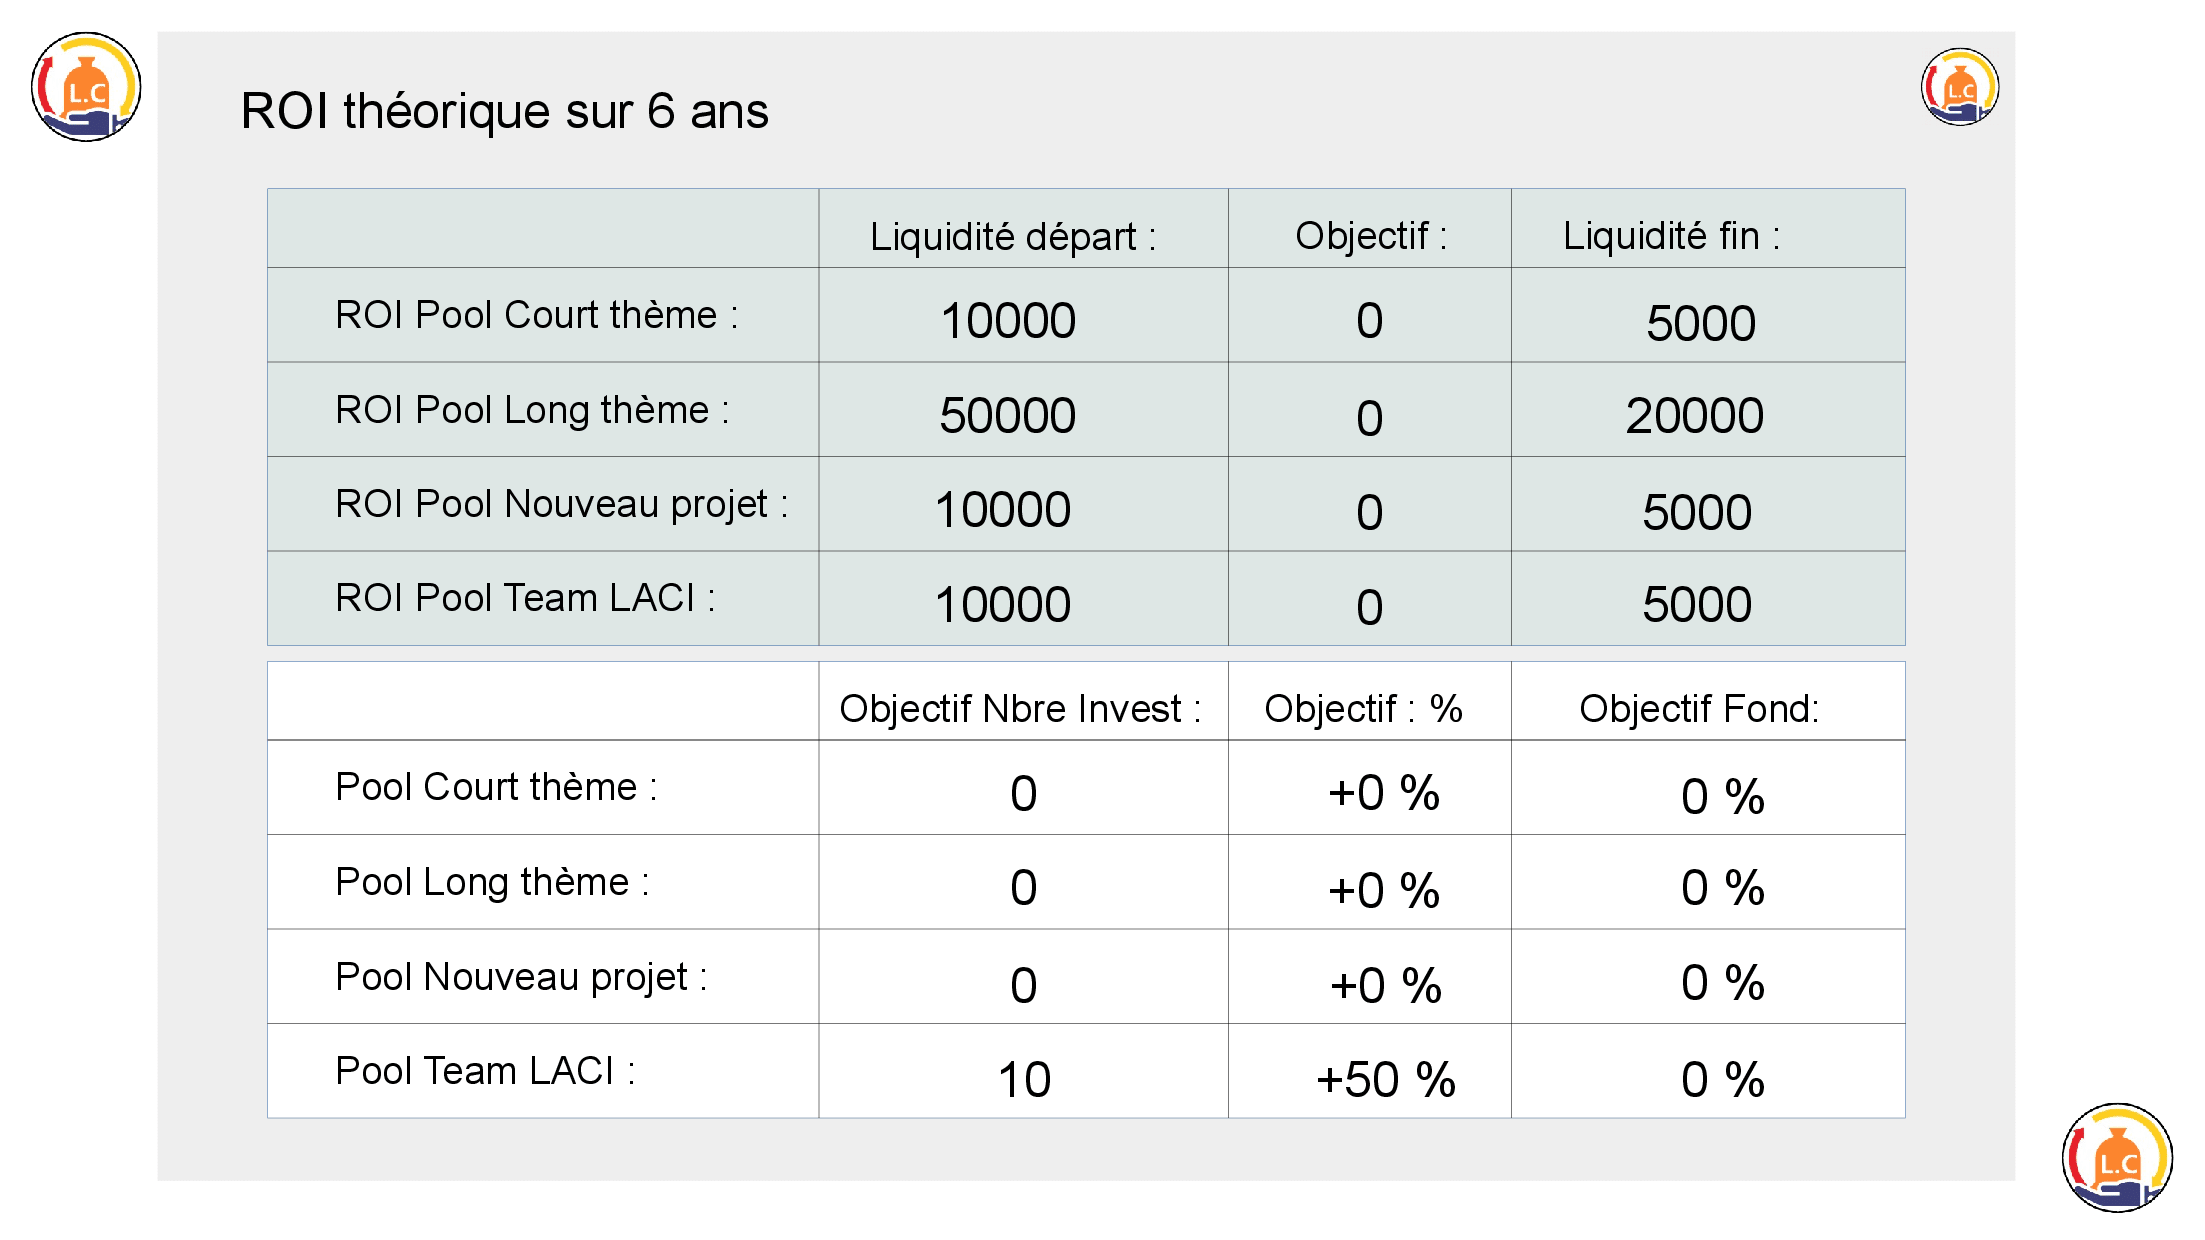 L.C
L.C
ROI théorique sur 6 ans
Liquidité départ : Objectif : Liquidité fin :
ROI Pool Court thème : 10000 0 5000
ROI Pool Long thème : 50000 0 20000
ROI Pool Nouveau projet : 10000 0 5000
ROI Pool Team LACI : 10000 0 5000
Objectif Nbre Invest : Objectif : % Objectif Fond:
Pool Court thème : 0 +0 % 0 %
Pool Long thème : 0 +0 % 0 %
Pool Nouveau projet : 0 +0 % 0 %
Pool Team LACI : 10 +50 % 0 %
L.C